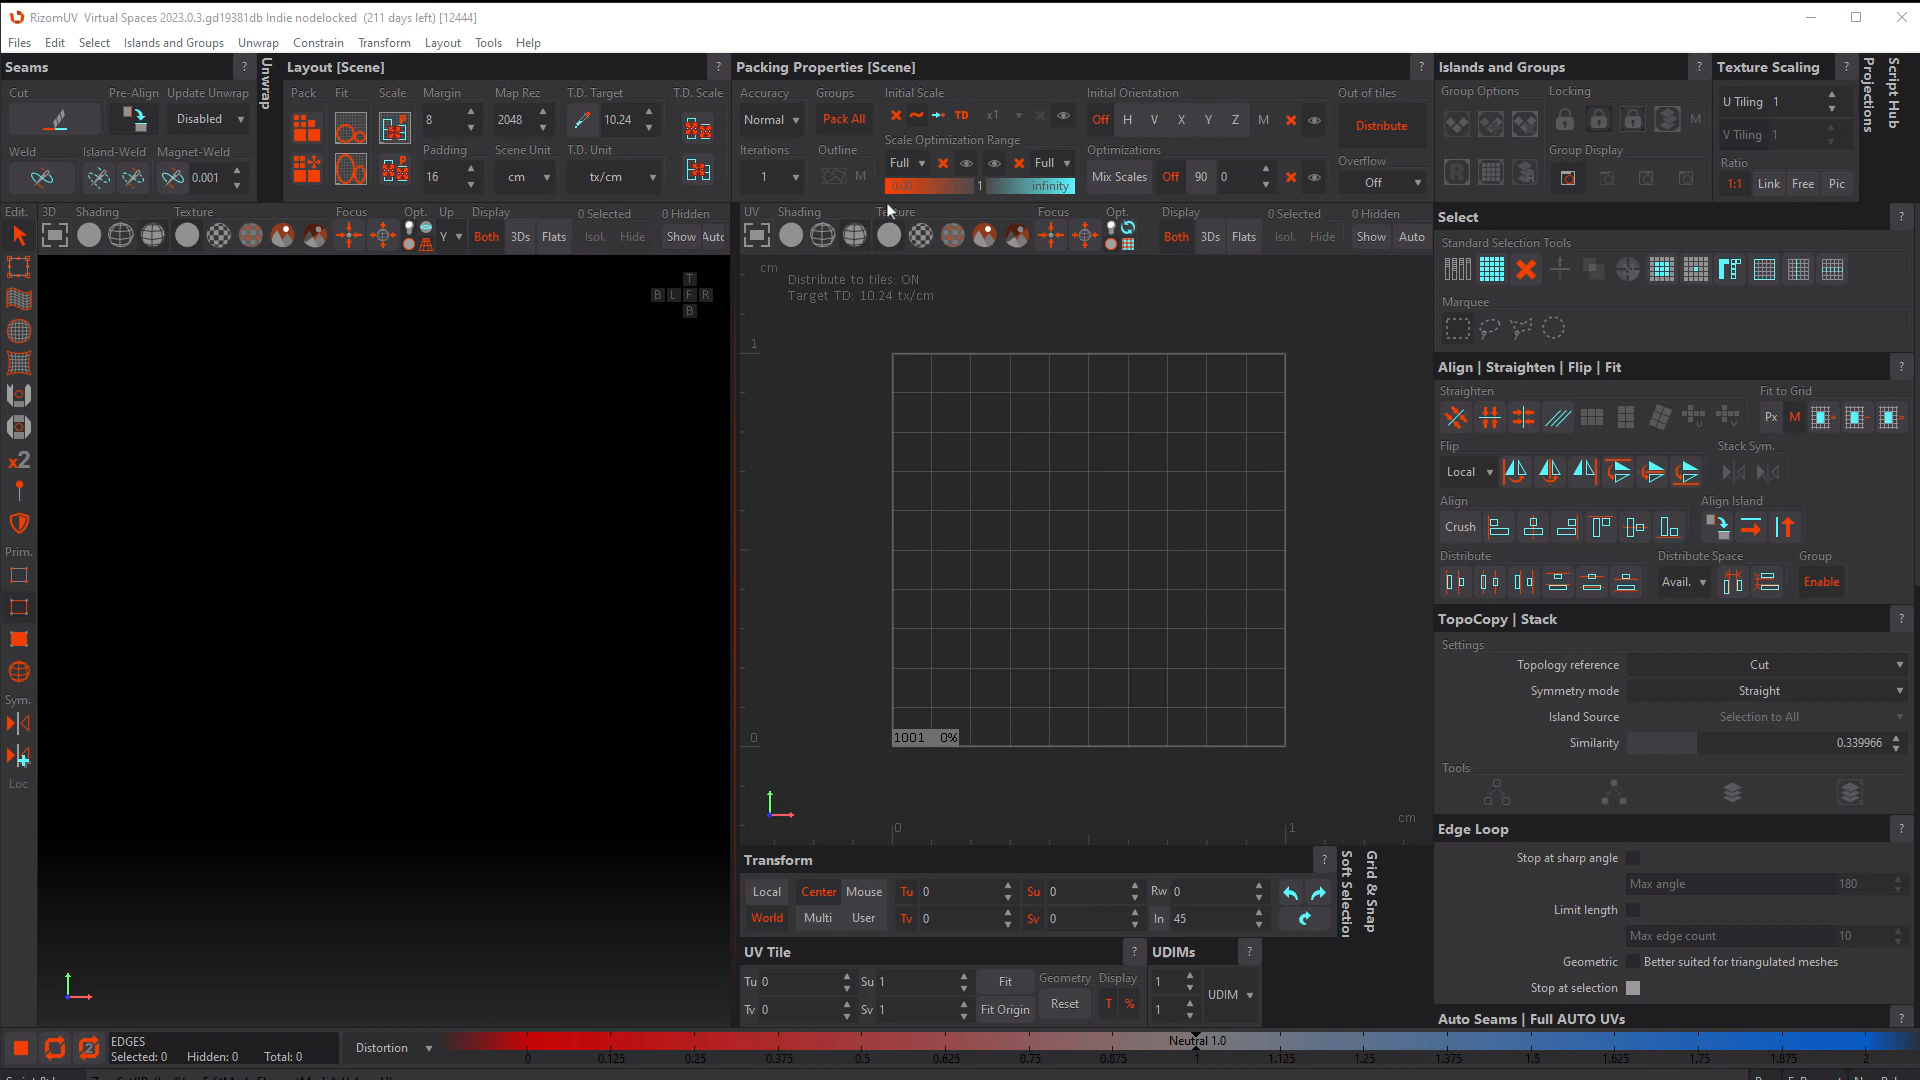 RizomUV Virtual Spaces 2023.0.3.gd19381db Indie nodelocked (211 days left) [12444]
Files Edit Select Islands and Groups Unwrap Constrain Transform Layout Tools Help
Seams ?
Cut Pre-Align Update Unwrap
Disabled
Weld Island-Weld Magnet-Weld
0.001
Unwrap
Layout [Scene] ?
Pack Fit Scale Margin Map Rez T.D. Target T.D. Scale
8 2048 10.24
Padding Scene Unit T.D. Unit
16 cm tx/cm
Packing Properties [Scene] ?
Accuracy Groups Initial Scale Initial Orientation Out of tiles
Normal Pack All TD x1 Off H V X Y Z M Distribute
Scale Optimization Range
Iterations Outline Full Full Optimizations Overflow
1 M 0.00 1 infinity Mix Scales Off 90 0 Off
Islands and Groups ?
Group Options Locking
M
Group Display
Texture Scaling ?
U Tiling 1
V Tiling 1
Ratio
1:1 Link Free Pic
Projections
Script Hub
Edit. 3D Shading Texture Focus Opt. Up Display 0 Selected 0 Hidden
Y Both 3Ds Flats Isol. Hide Show Auto
UV Shading Texture Focus Opt. Display 0 Selected 0 Hidden
Both 3Ds Flats Isol. Hide Show Auto
T
B L F R
B
x2
Prim.
Sym.
Loc
cm
Distribute to tiles: ON
Target TD: 10.24 tx/cm
1
1001 0%
0
0 1 cm
Select ?
Standard Selection Tools
Marquee
Align | Straighten | Flip | Fit ?
Straighten Fit to Grid
Px M
Flip Stack Sym.
Local
Align Align Island
Crush
Distribute Distribute Space Group
Avail. Enable
TopoCopy | Stack ?
Settings
Topology reference Cut
Symmetry mode Straight
Island Source Selection to All
Similarity 0.339966
Tools
Edge Loop ?
Stop at sharp angle
Max angle 180
Limit length
Max edge count 10
Geometric Better suited for triangulated meshes
Stop at selection
Auto Seams | Full AUTO UVs ?
Transform ?
Local Center Mouse Tu 0 Su 0 Rw 0
World Multi User Tv 0 Sv 0 In 45
Soft Selection
Grid & Snap
UV Tile ?
Tu 0 Su 1 Fit Geometry Display
Tv 0 Sv 1 Fit Origin Reset T %
UDIMs ?
1
UDIM
1
2
EDGES
Selected: 0 Hidden: 0 Total: 0
Distortion
Neutral 1.0
0 0.125 0.25 0.375 0.5 0.625 0.75 0.875 1 1.125 1.25 1.375 1.5 1.625 1.75 1.875 2